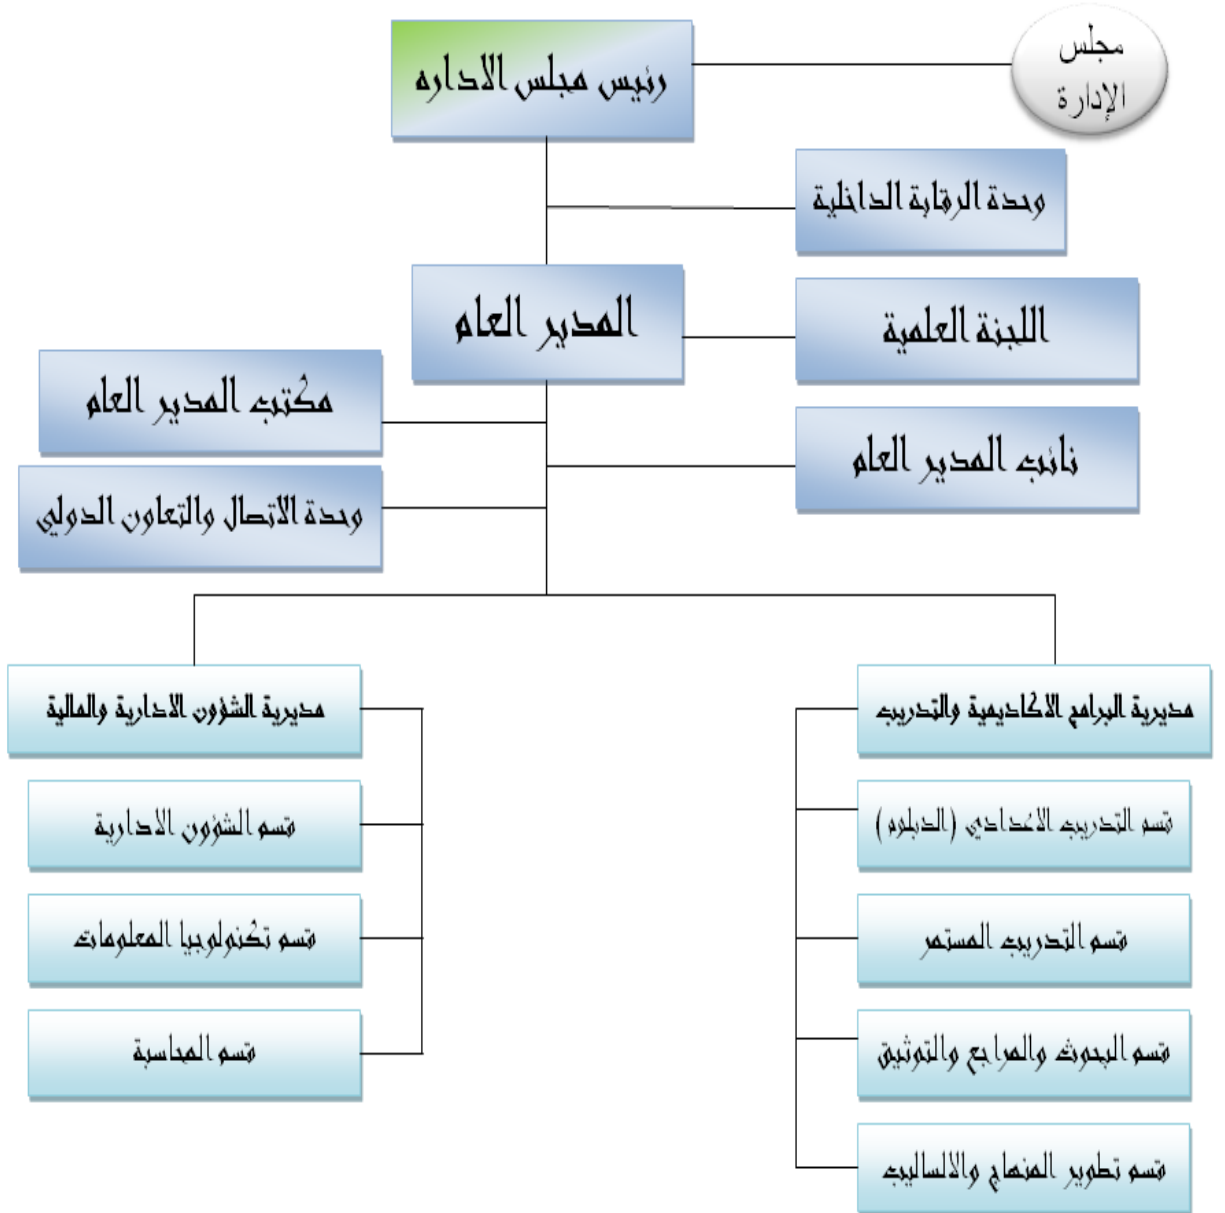 مجلس
الإدارة
رئيس مجلس الاداره
وحدة الرقابة الداخلية
المدير العام
اللجنة العلمية
مكتب المدير العام
نائب المدير العام
وحدة الاتصال والتعاون الدولي
مديرية البرامج الاكاديمية والتدريب
قسم التدريب الاعدادي (الدبلوم)
قسم التدريب المستمر
قسم البحوث والمراجع والتوثيق
قسم تطوير المنهاج والالساليب
مديرية الشؤون الادارية والمالية
قسم الشؤون الادارية
قسم تكنولوجيا المعلومات
قسم المحاسبة